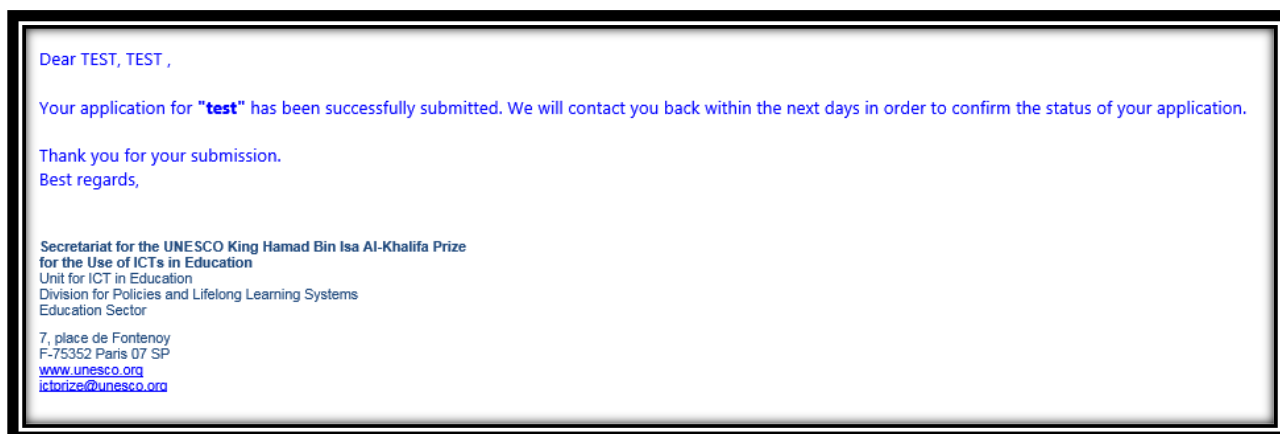 Dear TEST, TEST ,
Your application for "test" has been successfully submitted. We will contact you back within the next days in order to confirm the status of your application.
Thank you for your submission.
Best regards,
Secretariat for the UNESCO King Hamad Bin Isa Al-Khalifa Prize
for the Use of ICTs in Education
Unit for ICT in Education
Division for Policies and Lifelong Learning Systems
Education Sector
7, place de Fontenoy
F-75352 Paris 07 SP
www.unesco.org
ictprize@unesco.org